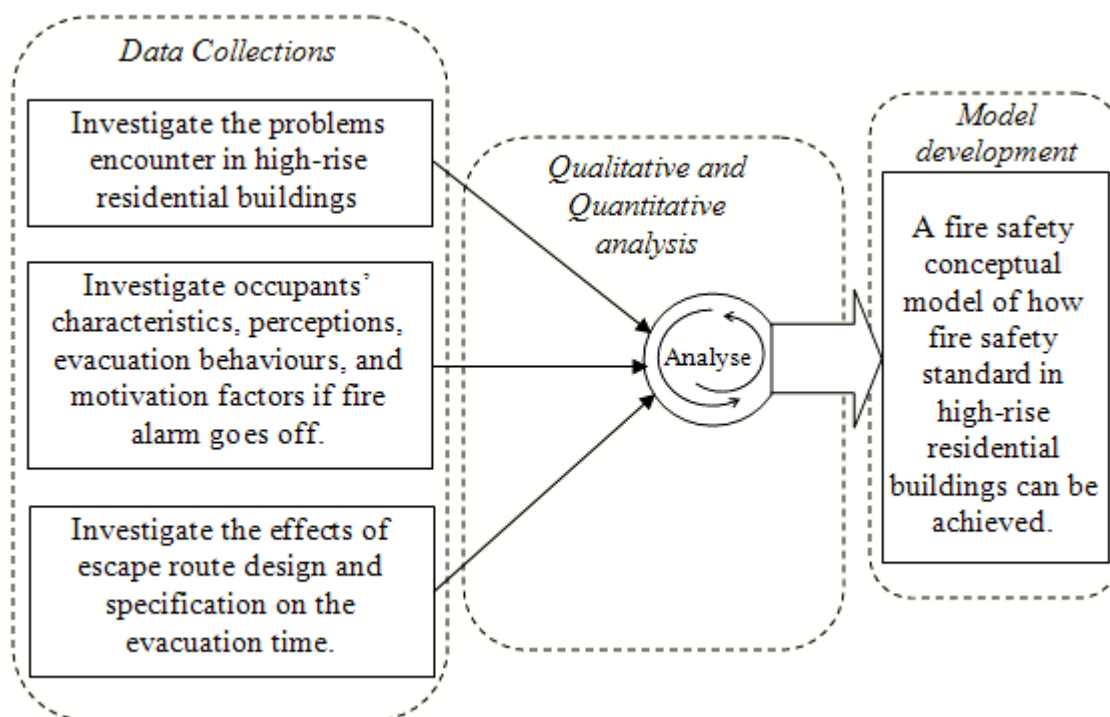 Data Collections
Investigate the problems
encounter in high-rise
residential buildings
Investigate occupants’
characteristics, perceptions,
evacuation behaviours, and
motivation factors if fire
alarm goes off.
Investigate the effects of
escape route design and
specification on the
evacuation time.
Qualitative and
Quantitative
analysis
Analyse
Model
development
A fire safety
conceptual
model of how
fire safety
standard in
high-rise
residential
buildings can be
achieved.